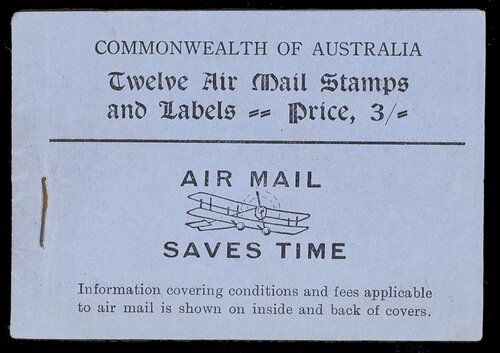 COMMONWEALTH OF AUSTRALIA
Twelve Air Mail Stamps
and Labels == Price, 3/=
AIR MAIL
SAVES TIME
Information covering conditions and fees applicable
to air mail is shown on inside and back of covers.